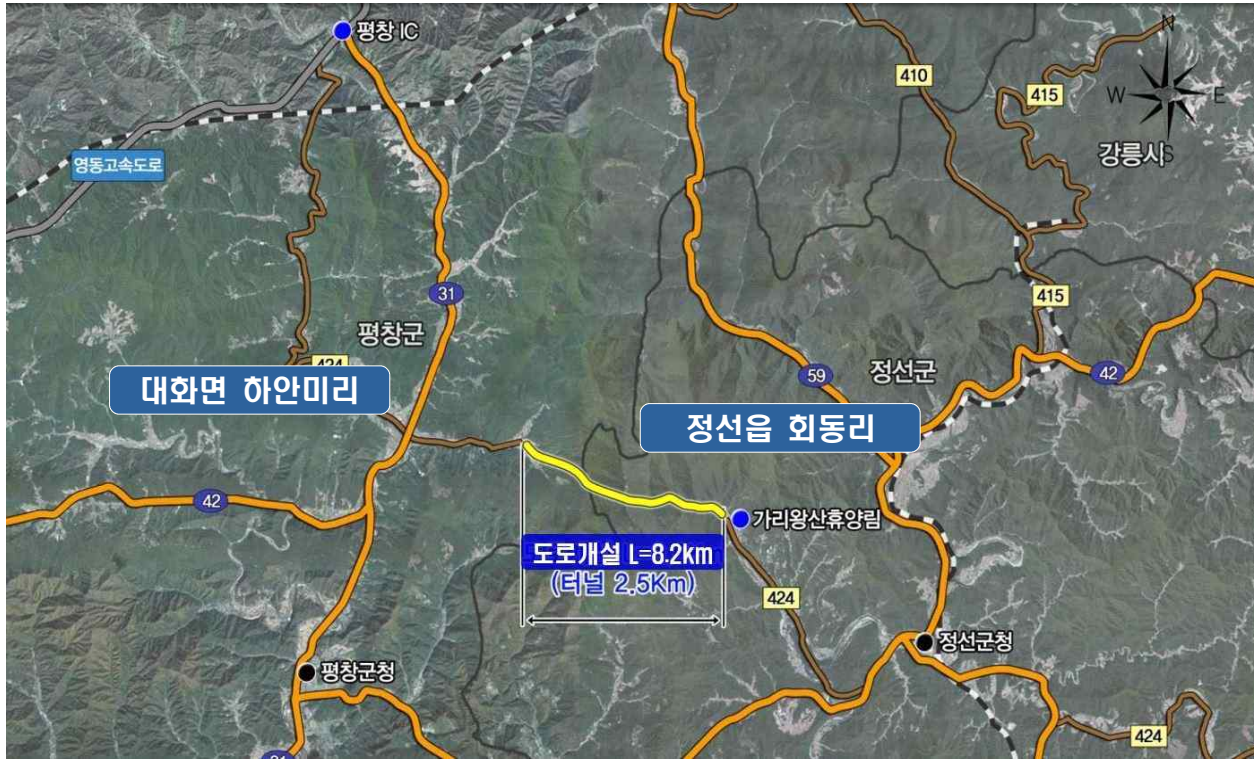 평창 IC
N
410
415
W
E
S
강릉시
영동고속도로
31
415
평창군
424
59
정선군
42
대화면 하안미리
정선읍 회동리
42
가리왕산휴양림
도로개설 L=8.2km
(터널 2.5Km)
424
정선군청
평창군청
424
31